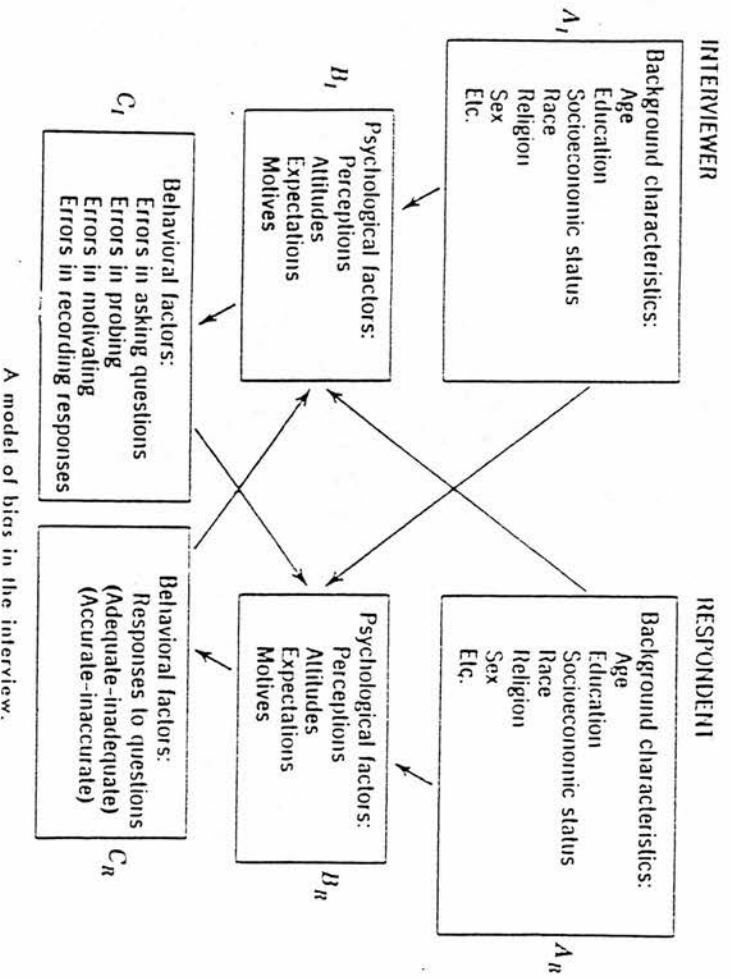 INTERVIEWER
A_I
Background characteristics:
Age
Education
Socioeconomic status
Race
Religion
Sex
Etc.
B_I
Psychological factors:
Perceptions
Attitudes
Expectations
Motives
C_I
Behavioral factors:
Errors in asking questions
Errors in probing
Errors in motivating
Errors in recording responses
RESPONDENT
Background characteristics:
Age
Education
Socioeconomic status
Race
Religion
Sex
Etc.
A_R
Psychological factors:
Perceptions
Attitudes
Expectations
Motives
B_R
Behavioral factors:
Responses to questions
(Adequate-inadequate)
(Accurate-inaccurate)
C_R
A model of bias in the interview.